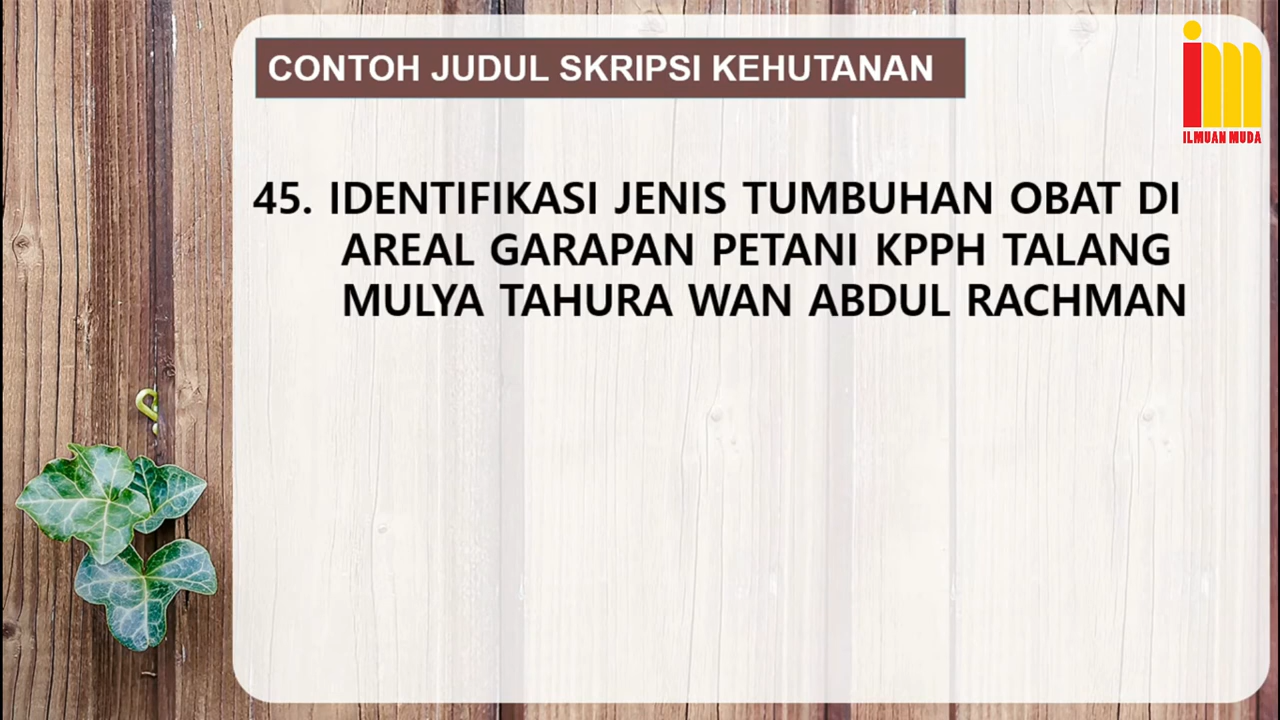 CONTOH JUDUL SKRIPSI KEHUTANAN
ILMUAN MUDA
45. IDENTIFIKASI JENIS TUMBUHAN OBAT DI
AREAL GARAPAN PETANI KPPH TALANG
MULYA TAHURA WAN ABDUL RACHMAN